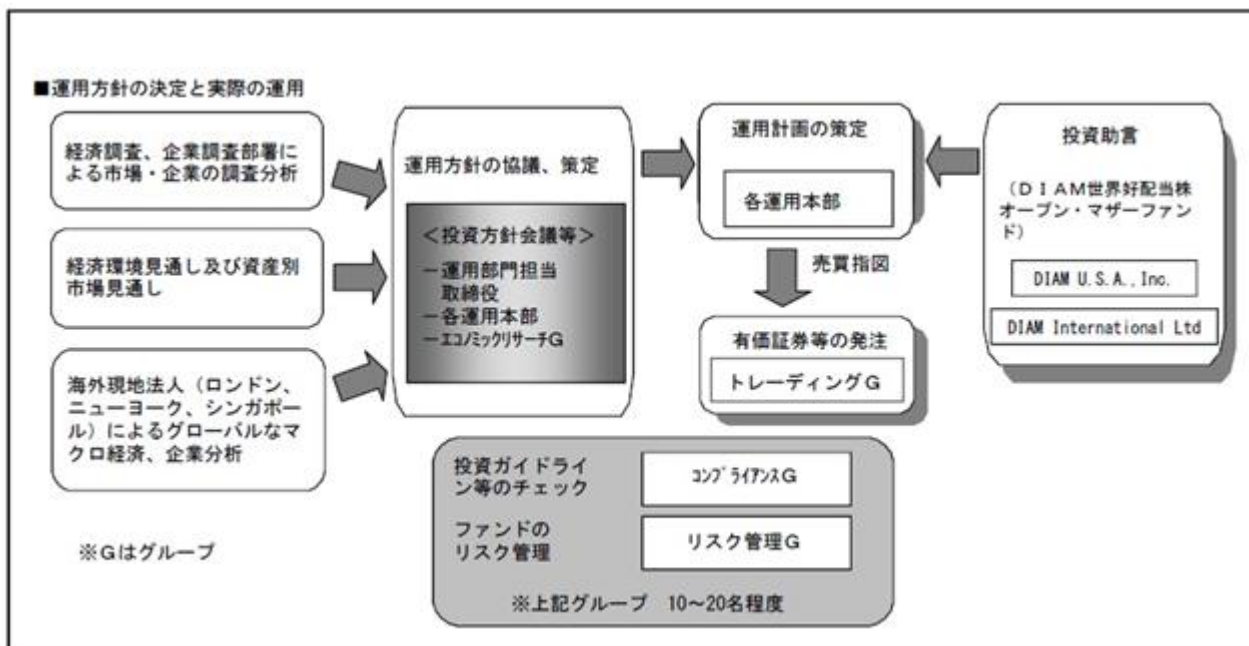 ■運用方針の決定と実際の運用
経済調査、企業調査部署に
よる市場・企業の調査分析
経済環境見通し及び資産別
市場見通し
海外現地法人（ロンドン、
ニューヨーク、シンガポー
ル）によるグローバルなマ
クロ経済、企業分析
※Gはグループ
運用方針の協議、策定
＜投資方針会議等＞
－運用部門担当
取締役
－各運用本部
－ｴｺﾉﾐｯｸﾘｻｰﾁG
運用計画の策定
各運用本部
売買指図
有価証券等の発注
トレーディングG
投資助言
（ＤＩＡＭ世界好配当株
オープン・マザーファン
ド）
DIAM U.S.A., Inc.
DIAM International Ltd
投資ガイドライ
ン等のチェック
ｺﾝﾌﾟﾗｲｱﾝｽG
ファンドの
リスク管理
リスク管理G
※上記グループ　10～20名程度